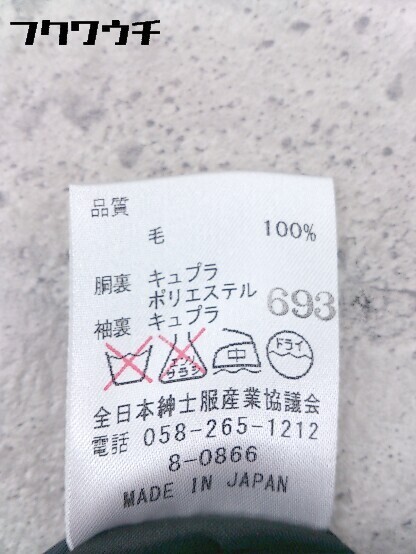 フクワウチ
品質
毛 100%
胴裏 キュプラ
ポリエステル
袖裏 キュプラ
693
エンソ
サラシ
中
ドライ
全日本紳士服産業協議会
電話 058-265-1212
8-0866
MADE IN JAPAN